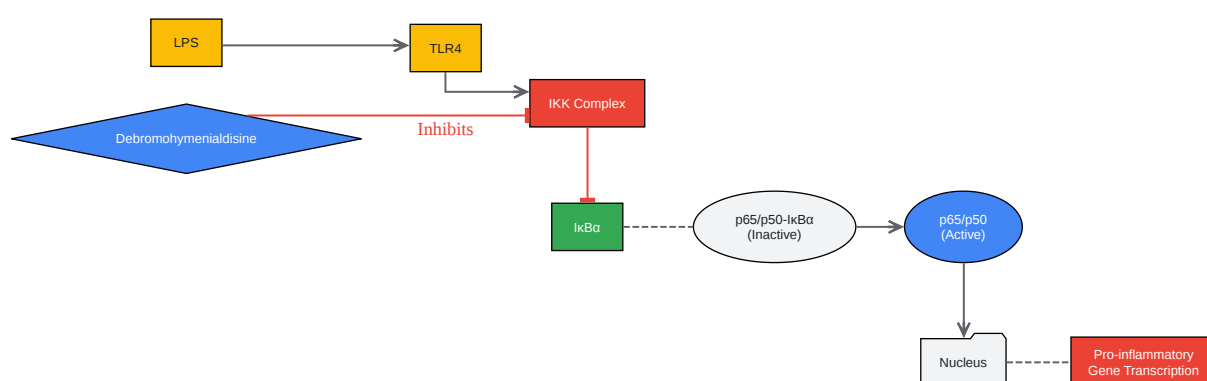 LPS
TLR4
IKK Complex
Debromohymenialdisine
Inhibits
IκBα
p65/p50-IκBα
(Inactive)
p65/p50
(Active)
Nucleus
Pro-inflammatory
Gene Transcription